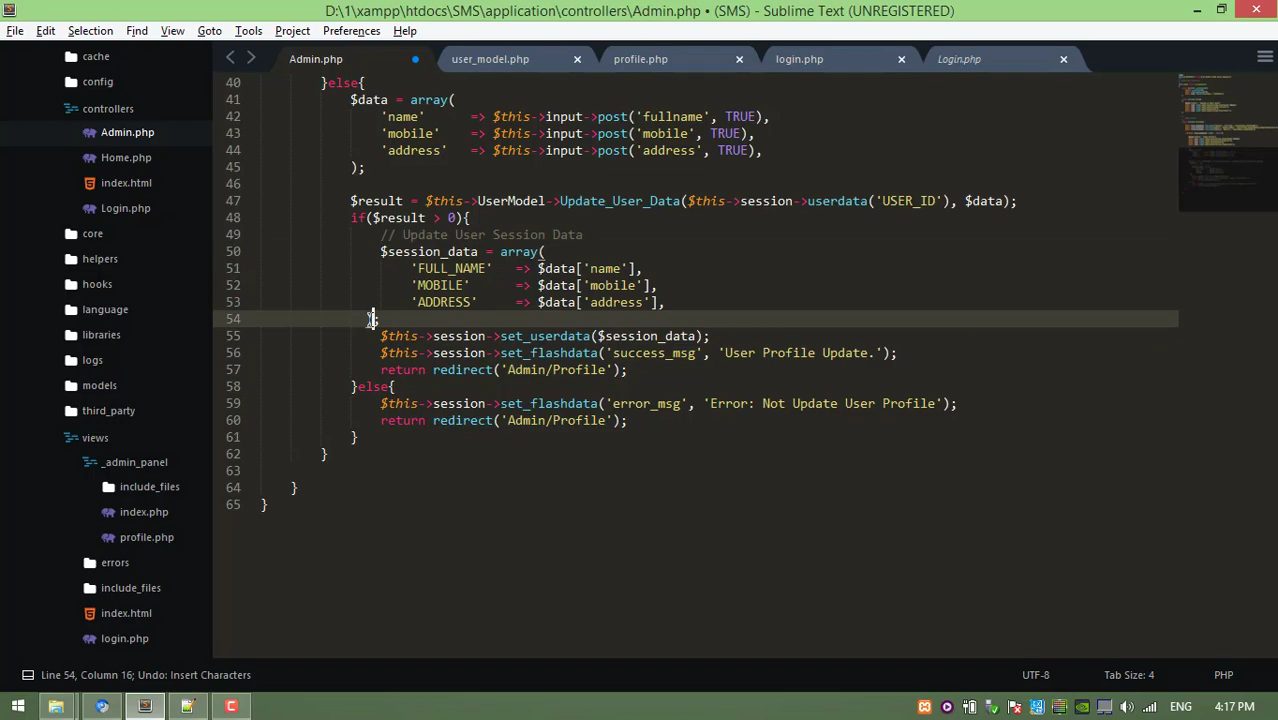 D:\1\xampp\htdocs\SMS\application\controllers\Admin.php • (SMS) - Sublime Text (UNREGISTERED)
File Edit Selection Find View Goto Tools Project Preferences Help
cache
config
controllers
Admin.php
Home.php
index.html
Login.php
core
helpers
hooks
language
libraries
logs
models
third_party
views
_admin_panel
include_files
index.php
profile.php
errors
include_files
index.html
login.php
Admin.php user_model.php profile.php login.php Login.php
40 }else{
41 $data = array(
42 'name' => $this->input->post('fullname', TRUE),
43 'mobile' => $this->input->post('mobile', TRUE),
44 'address' => $this->input->post('address', TRUE),
45 );
46
47 $result = $this->UserModel->Update_User_Data($this->session->userdata('USER_ID'), $data);
48 if($result > 0){
49 // Update User Session Data
50 $session_data = array(
51 'FULL_NAME' => $data['name'],
52 'MOBILE' => $data['mobile'],
53 'ADDRESS' => $data['address'],
54 );
55 $this->session->set_userdata($session_data);
56 $this->session->set_flashdata('success_msg', 'User Profile Update.');
57 return redirect('Admin/Profile');
58 }else{
59 $this->session->set_flashdata('error_msg', 'Error: Not Update User Profile');
60 return redirect('Admin/Profile');
61 }
62 }
63
64 }
65 }
Line 54, Column 16; Undo: Insert Characters UTF-8 Tab Size: 4 PHP
ENG 4:17 PM